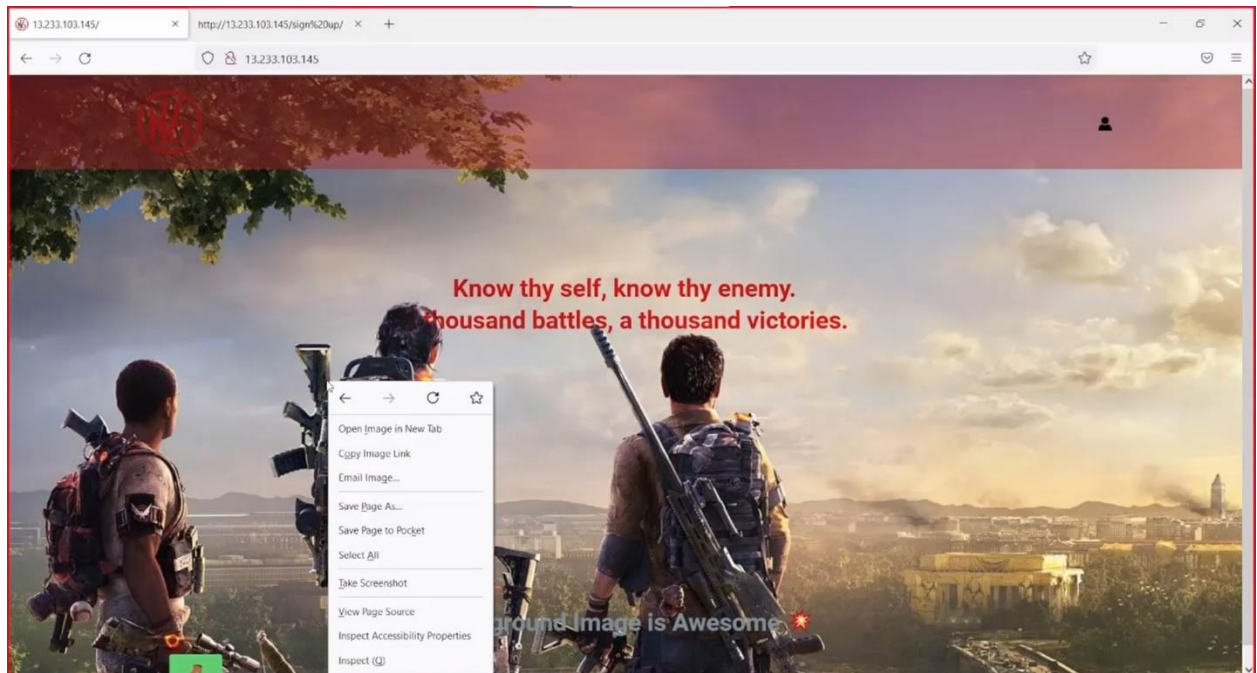 13.233.103.145/
http://13.233.103.145/sign%20up/
13.233.103.145
Know thy self, know thy enemy.
thousand battles, a thousand victories.
Open Image in New Tab
Copy Image Link
Email Image...
Save Page As...
Save Page to Pocket
Select All
Take Screenshot
View Page Source
Inspect Accessibility Properties
Inspect (Q)
Image is Awesome 💥